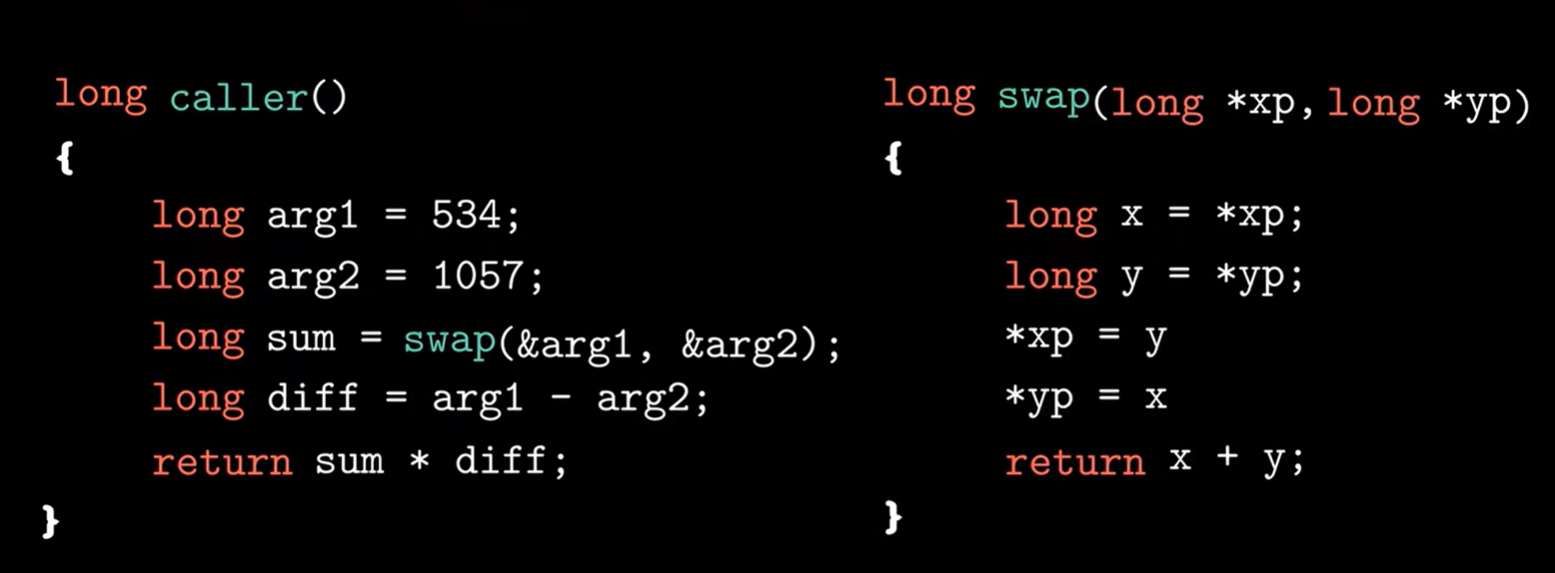 long caller()
{
long arg1 = 534;
long arg2 = 1057;
long sum = swap(&arg1, &arg2);
long diff = arg1 - arg2;
return sum * diff;
}
long swap(long *xp, long *yp)
{
long x = *xp;
long y = *yp;
*xp = y
*yp = x
return x + y;
}